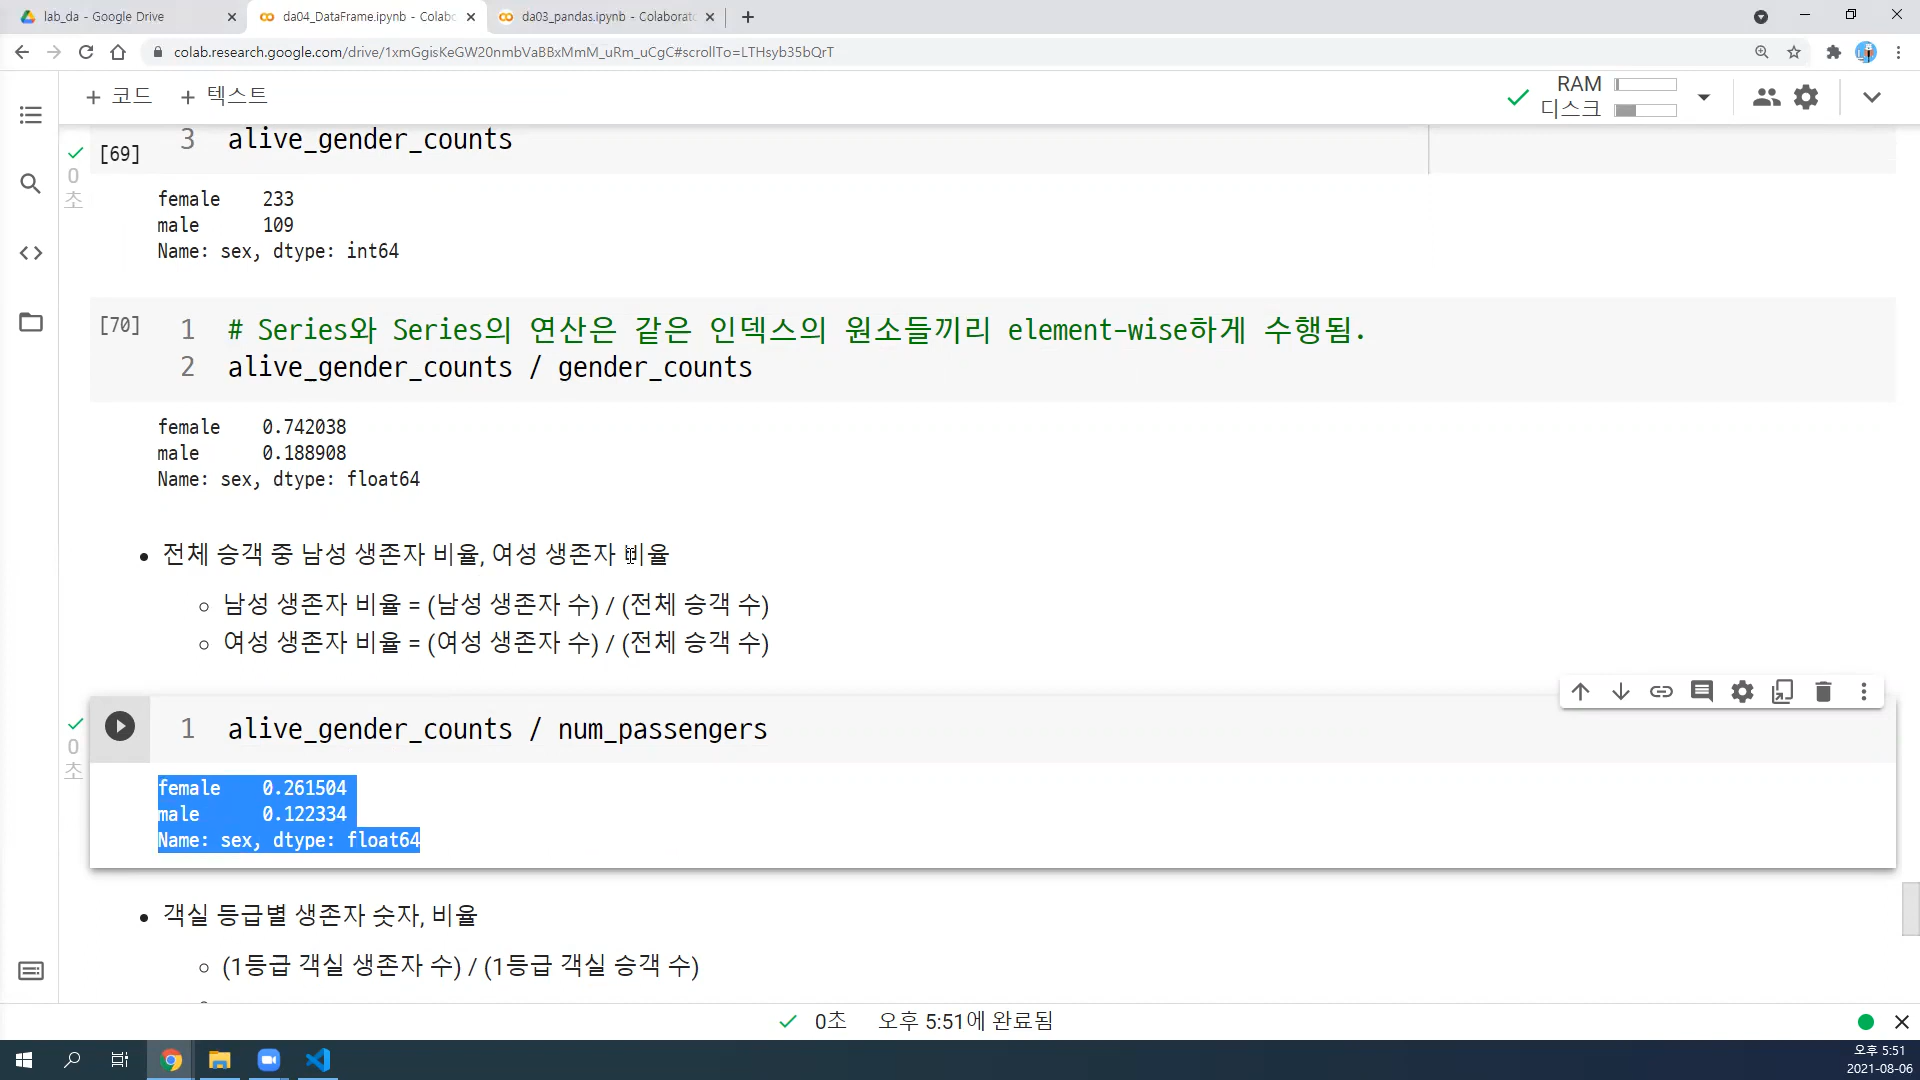 lab_da - Google Drive
da04_DataFrame.ipynb - Colab
da03_pandas.ipynb - Colaborat
colab.research.google.com/drive/1xmGgisKeGW20nmbVaBBxMmM_uRm_uCgC#scrollTo=LTHsyb35bQrT
+ 코드 + 텍스트
RAM
디스크
3 alive_gender_counts
[69]
0
초
female 233
male 109
Name: sex, dtype: int64
[70]
1 # Series와 Series의 연산은 같은 인덱스의 원소들끼리 element-wise하게 수행됨.
2 alive_gender_counts / gender_counts
female 0.742038
male 0.188908
Name: sex, dtype: float64
• 전체 승객 중 남성 생존자 비율, 여성 생존자 비율
○ 남성 생존자 비율 = (남성 생존자 수) / (전체 승객 수)
○ 여성 생존자 비율 = (여성 생존자 수) / (전체 승객 수)
1 alive_gender_counts / num_passengers
0
초
female 0.261504
male 0.122334
Name: sex, dtype: float64
• 객실 등급별 생존자 숫자, 비율
○ (1등급 객실 생존자 수) / (1등급 객실 승객 수)
0초 오후 5:51에 완료됨
오후 5:51
2021-08-06